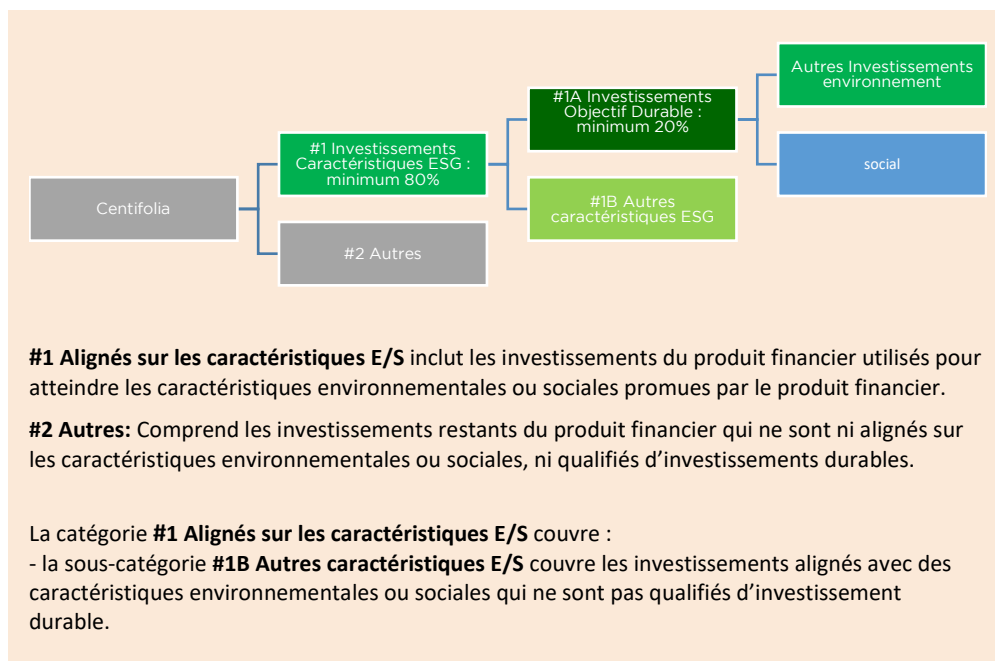 Autres Investissements
environnement
#1A Investissements
Objectif Durable :
minimum 20%
#1 Investissements
Caractéristiques ESG :
minimum 80%
social
Centifolia
#1B Autres
caractéristiques ESG
#2 Autres
#1 Alignés sur les caractéristiques E/S inclut les investissements du produit financier utilisés pour
atteindre les caractéristiques environnementales ou sociales promues par le produit financier.
#2 Autres: Comprend les investissements restants du produit financier qui ne sont ni alignés sur
les caractéristiques environnementales ou sociales, ni qualifiés d’investissements durables.
La catégorie #1 Alignés sur les caractéristiques E/S couvre :
- la sous-catégorie #1B Autres caractéristiques E/S couvre les investissements alignés avec des
caractéristiques environnementales ou sociales qui ne sont pas qualifiés d’investissement
durable.